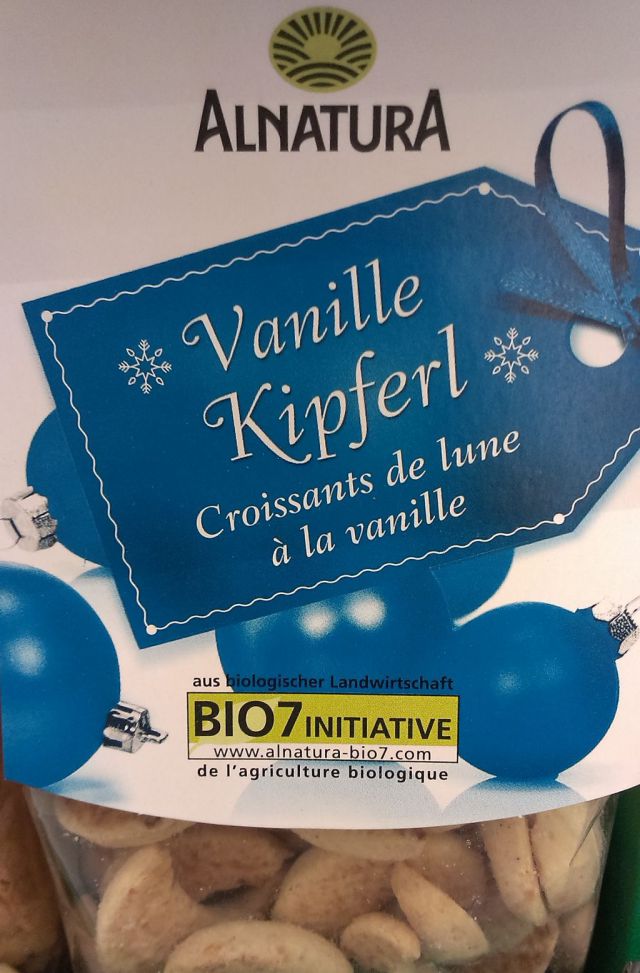 ALNATURA
Vanille
Kipferl
Croissants de lune
à la vanille
aus biologischer Landwirtschaft
BIO7 INITIATIVE
www.alnatura-bio7.com
de l'agriculture biologique